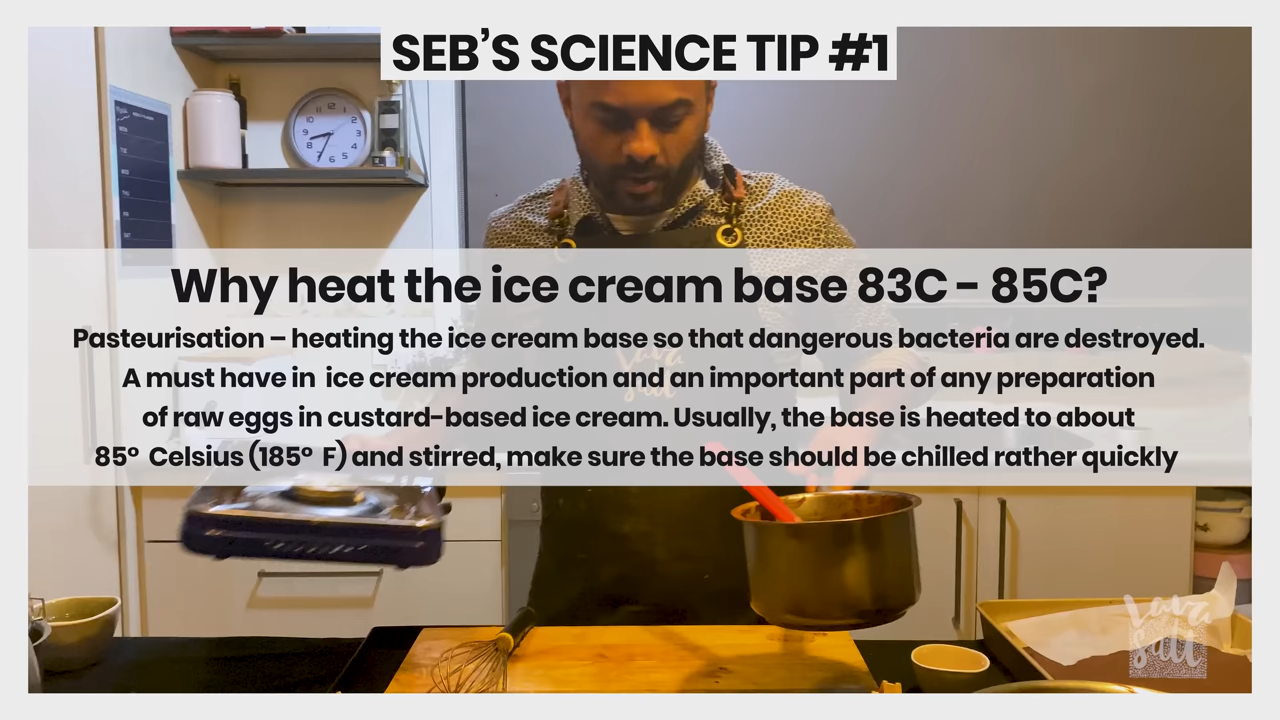 SEB'S SCIENCE TIP #1
Why heat the ice cream base 83C - 85C?
Pasteurisation – heating the ice cream base so that dangerous bacteria are destroyed.
A must have in ice cream production and an important part of any preparation
of raw eggs in custard-based ice cream. Usually, the base is heated to about
85° Celsius (185° F) and stirred, make sure the base should be chilled rather quickly
Lava
Salt